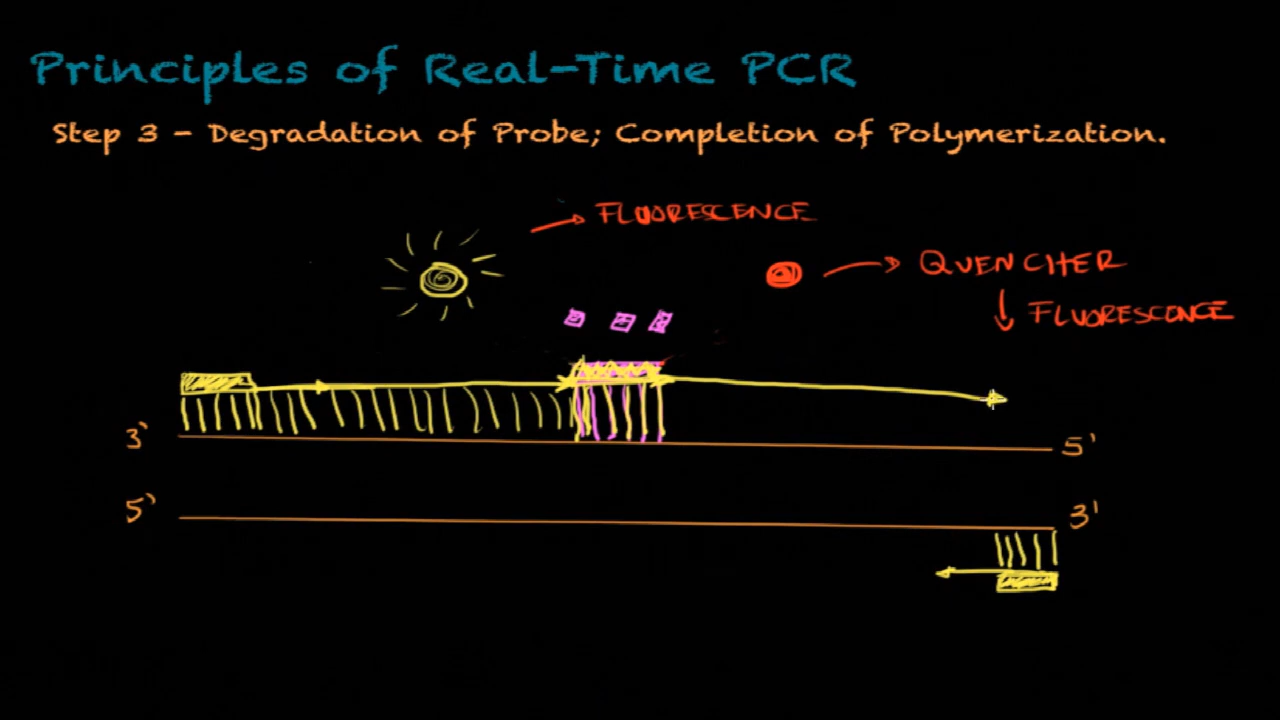 Principles of Real-Time PCR
Step 3 - Degradation of Probe; Completion of Polymerization.
→ FLUORESCENCE
→ QUENCHER
↓ FLUORESCENCE
3'
5'
5'
3'